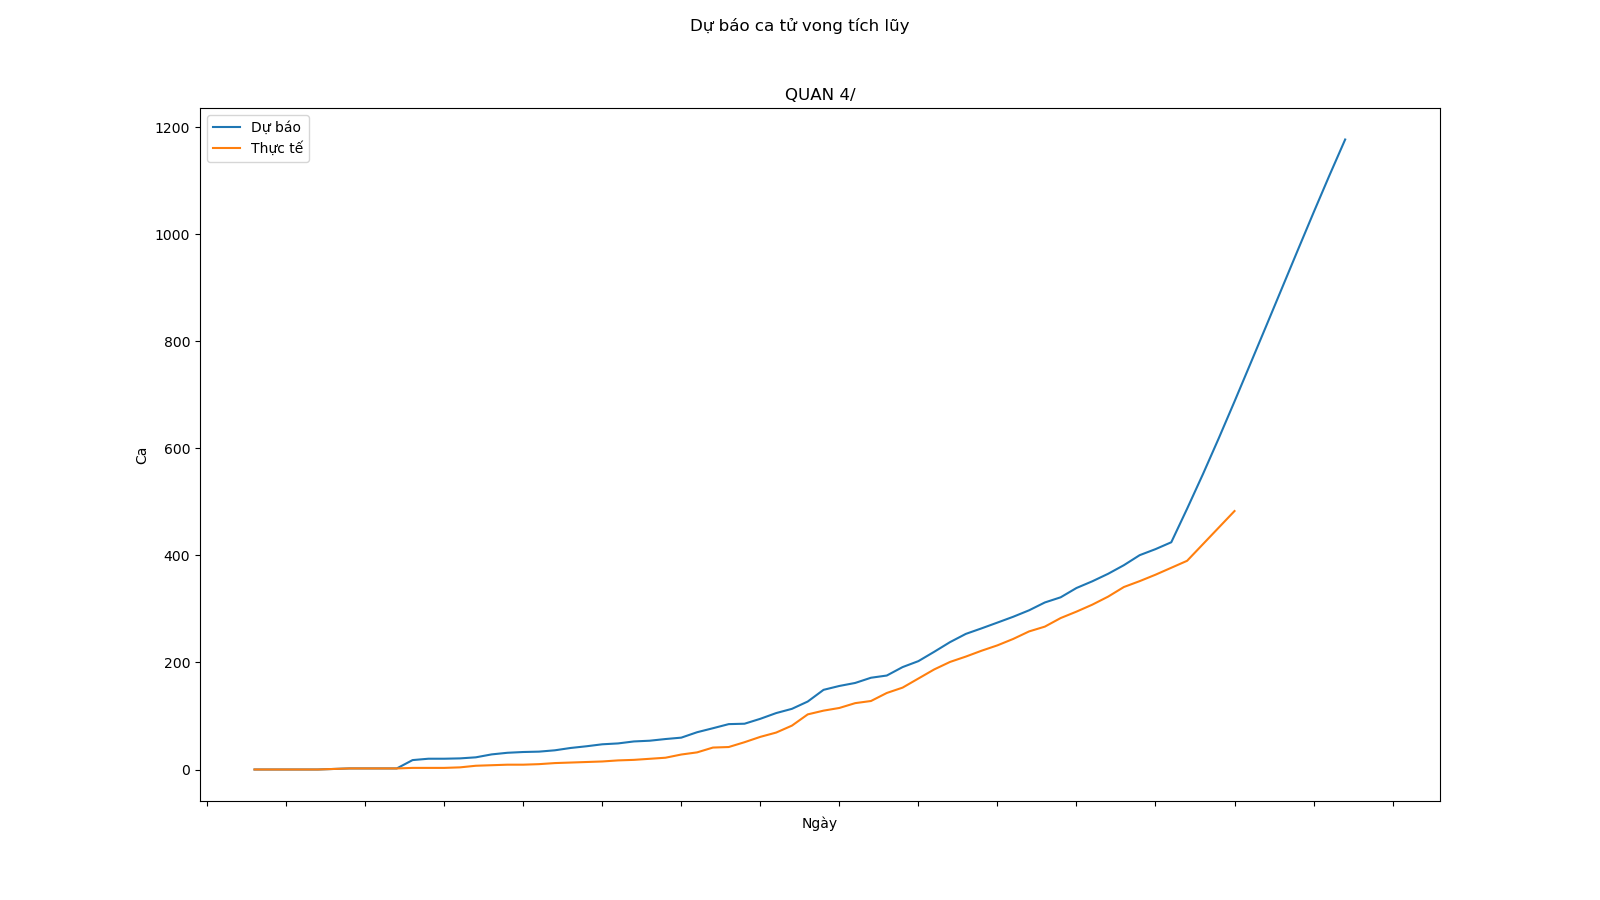 Dự báo ca tử vong tích lũy
QUAN 4/
Dự báo
Thực tế
1200
1000
800
600
400
200
0
Ca
Ngày